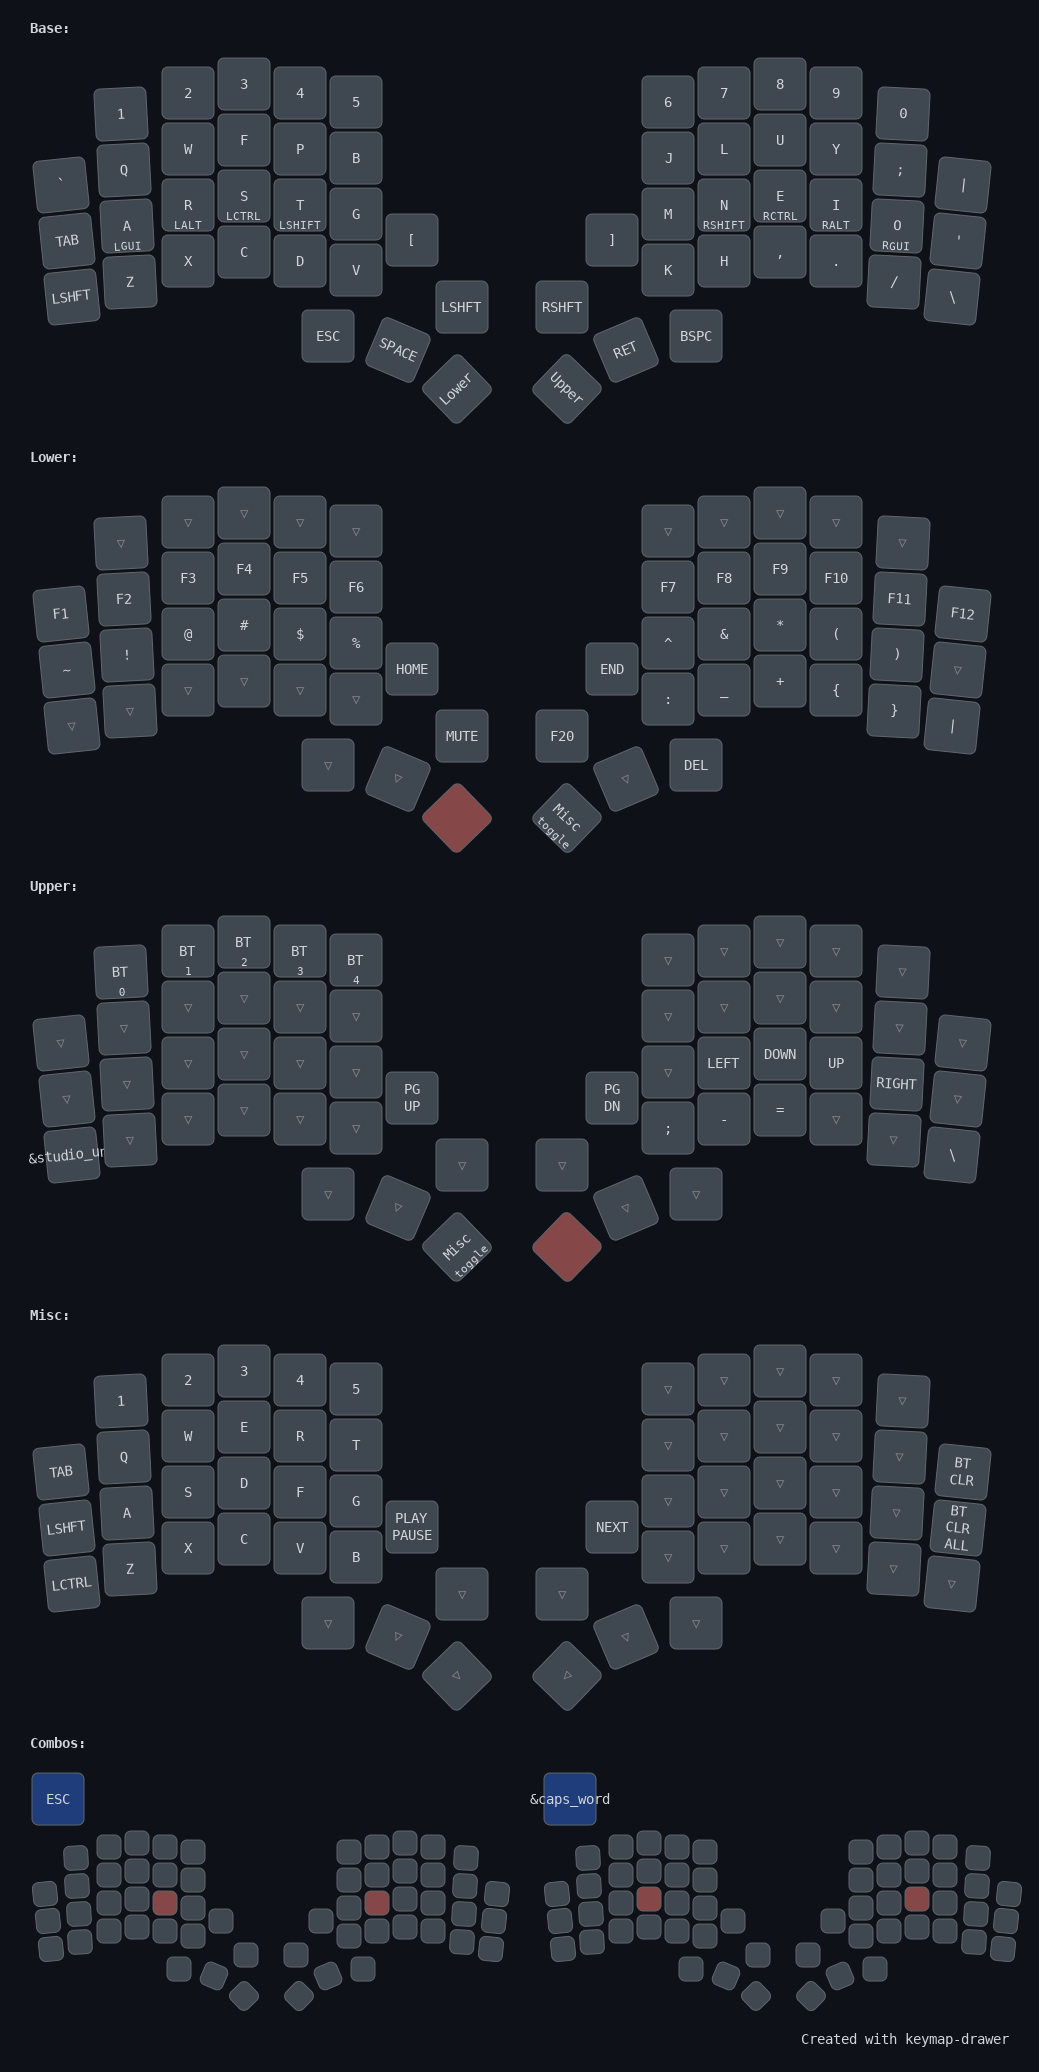 Base:
1 2 3 4 5 6 7 8 9 0
` Q W F P B J L U Y ; |
TAB A LGUI R LALT S LCTRL T LSHIFT G [ ] M N RSHIFT E RCTRL I RALT O RGUI '
LSHFT Z X C D V K H , . / \
ESC SPACE Lower LSHFT RSHFT Upper RET BSPC
Lower:
▽ ▽ ▽ ▽ ▽ ▽ ▽ ▽ ▽ ▽
F1 F2 F3 F4 F5 F6 F7 F8 F9 F10 F11 F12
~ ! @ # $ % HOME END ^ & * ( ) ▽
▽ ▽ ▽ ▽ ▽ ▽ : _ + { } |
▽ ▽ MUTE F20 Misc toggle ▽ DEL
Upper:
BT 0 BT 1 BT 2 BT 3 BT 4 ▽ ▽ ▽ ▽ ▽
▽ ▽ ▽ ▽ ▽ ▽ ▽ ▽ ▽ ▽ ▽ ▽
▽ ▽ ▽ ▽ ▽ ▽ PG UP PG DN ▽ LEFT DOWN UP RIGHT ▽
&studio_un ▽ ▽ ▽ ▽ ▽ ; - = ▽ ▽ \
▽ ▽ Misc toggle ▽ ▽ ▽ ▽
Misc:
1 2 3 4 5 ▽ ▽ ▽ ▽ ▽
TAB Q W E R T ▽ ▽ ▽ ▽ ▽ BT CLR
LSHFT A S D F G PLAY PAUSE NEXT ▽ ▽ ▽ ▽ ▽ BT CLR ALL
LCTRL Z X C V B ▽ ▽ ▽ ▽ ▽ ▽
▽ ▽ ▽ ▽ ▽ ▽ ▽ ▽
Combos:
ESC
&caps_word
Created with keymap-drawer